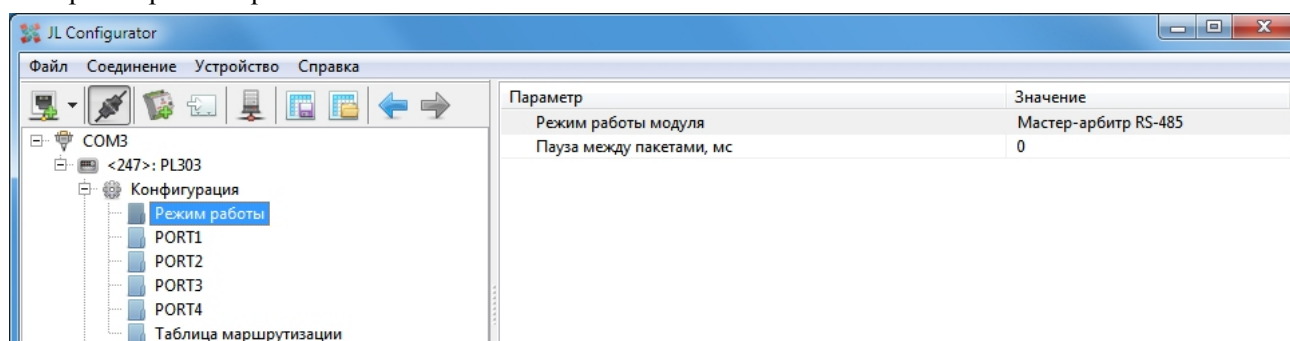 JL Configurator
Файл Соединение Устройство Справка
Параметр Значение
Режим работы модуля Мастер-арбитр RS-485
Пауза между пакетами, мс 0
COM3
<247>: PL303
Конфигурация
Режим работы
PORT1
PORT2
PORT3
PORT4
Таблица маршрутизации